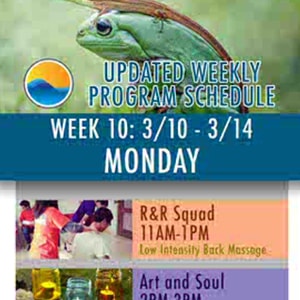 UPDATED WEEKLY
PROGRAM SCHEDULE
WEEK 10: 3/10 - 3/14
MONDAY
R&R Squad
11AM-1PM
Low Intensity Back Massage
Art and Soul